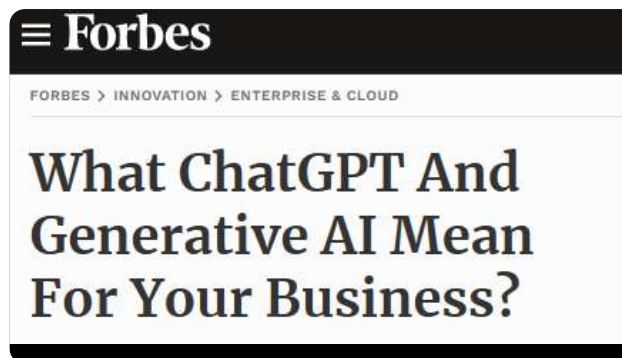 Forbes
FORBES > INNOVATION > ENTERPRISE & CLOUD
What ChatGPT And
Generative AI Mean
For Your Business?